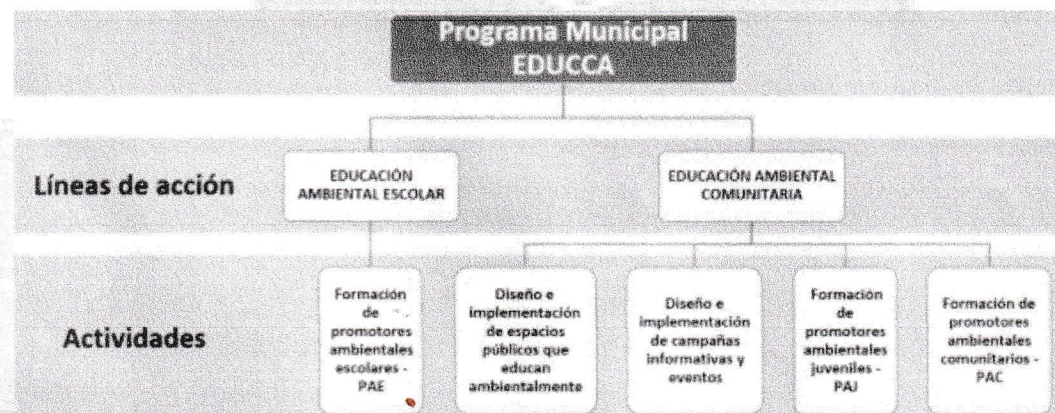 Programa Municipal
EDUCCA
Líneas de acción
EDUCACIÓN
AMBIENTAL ESCOLAR
EDUCACIÓN AMBIENTAL
COMUNITARIA
Actividades
Formación
de
promotores
ambientales
escolares -
PAE
Diseño e
implementación
de espacios
públicos que
educan
ambientalmente
Diseño e
implementación
de campañas
informativas y
eventos
Formación
de
promotores
ambientales
juveniles -
PAJ
Formación de
promotores
ambientales
comunitarios -
PAC